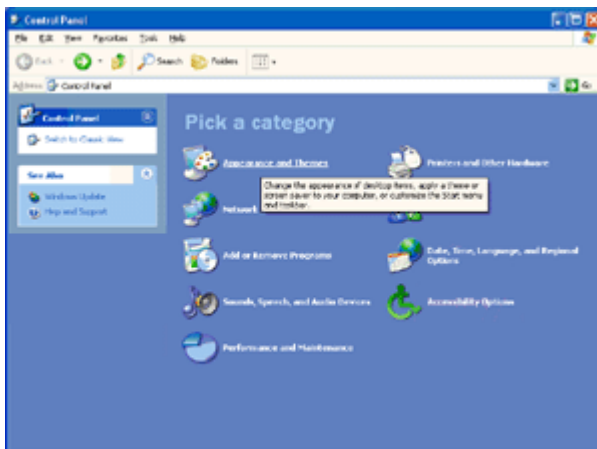 Control Panel
File Edit View Favorites Tools Help
Back Search Folders
Address Control Panel Go
Control Panel
Switch to Classic View
See Also
Windows Update
Help and Support
Pick a category
Appearance and Themes
Printers and Other Hardware
Change the appearance of desktop items, apply a theme or
screen saver to your computer, or customize the Start menu
and taskbar.
Network
Add or Remove Programs
Date, Time, Language, and Regional
Options
Sounds, Speech, and Audio Devices
Accessibility Options
Performance and Maintenance